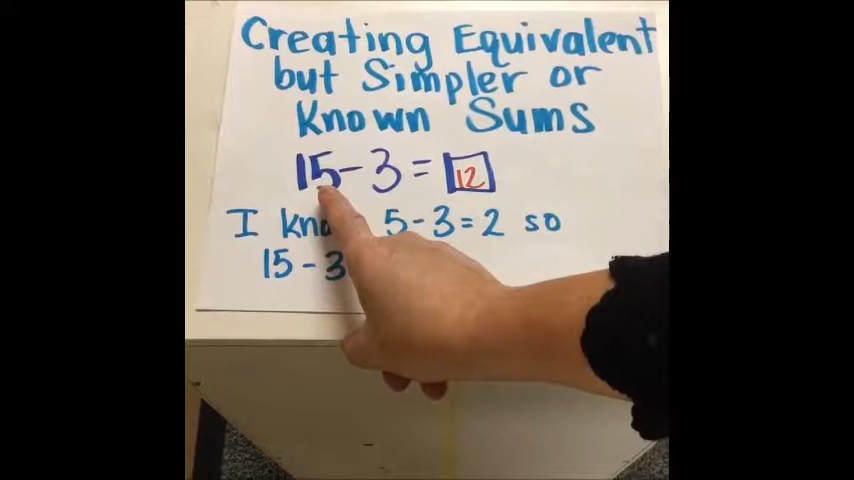 Creating Equivalent
but Simpler or
Known Sums
15-3= 12
I 5-3=2 so
15-3